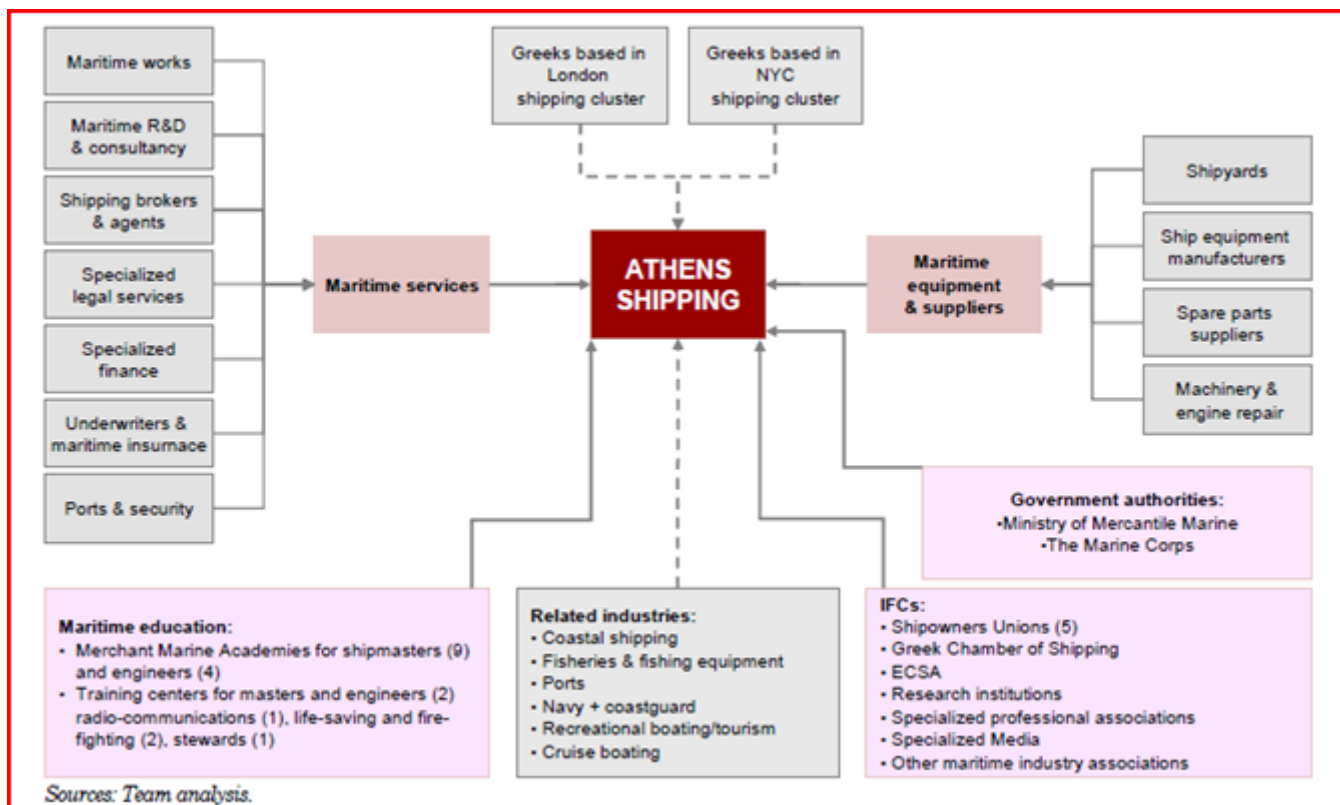 Maritime works
Maritime R&D
& consultancy
Shipping brokers
& agents
Specialized
legal services
Specialized
finance
Underwriters &
maritime insurnace
Ports & security
Maritime services
Greeks based in
London
shipping cluster
Greeks based in
NYC
shipping cluster
ATHENS
SHIPPING
Maritime
equipment
& suppliers
Shipyards
Ship equipment
manufacturers
Spare parts
suppliers
Machinery &
engine repair
Government authorities:
•Ministry of Mercantile Marine
•The Marine Corps
Maritime education:
• Merchant Marine Academies for shipmasters (9)
and engineers (4)
• Training centers for masters and engineers (2)
radio-communications (1), life-saving and fire-
fighting (2), stewards (1)
Related industries:
• Coastal shipping
• Fisheries & fishing equipment
• Ports
• Navy + coastguard
• Recreational boating/tourism
• Cruise boating
IFCs:
• Shipowners Unions (5)
• Greek Chamber of Shipping
• ECSA
• Research institutions
• Specialized professional associations
• Specialized Media
• Other maritime industry associations
Sources: Team analysis.